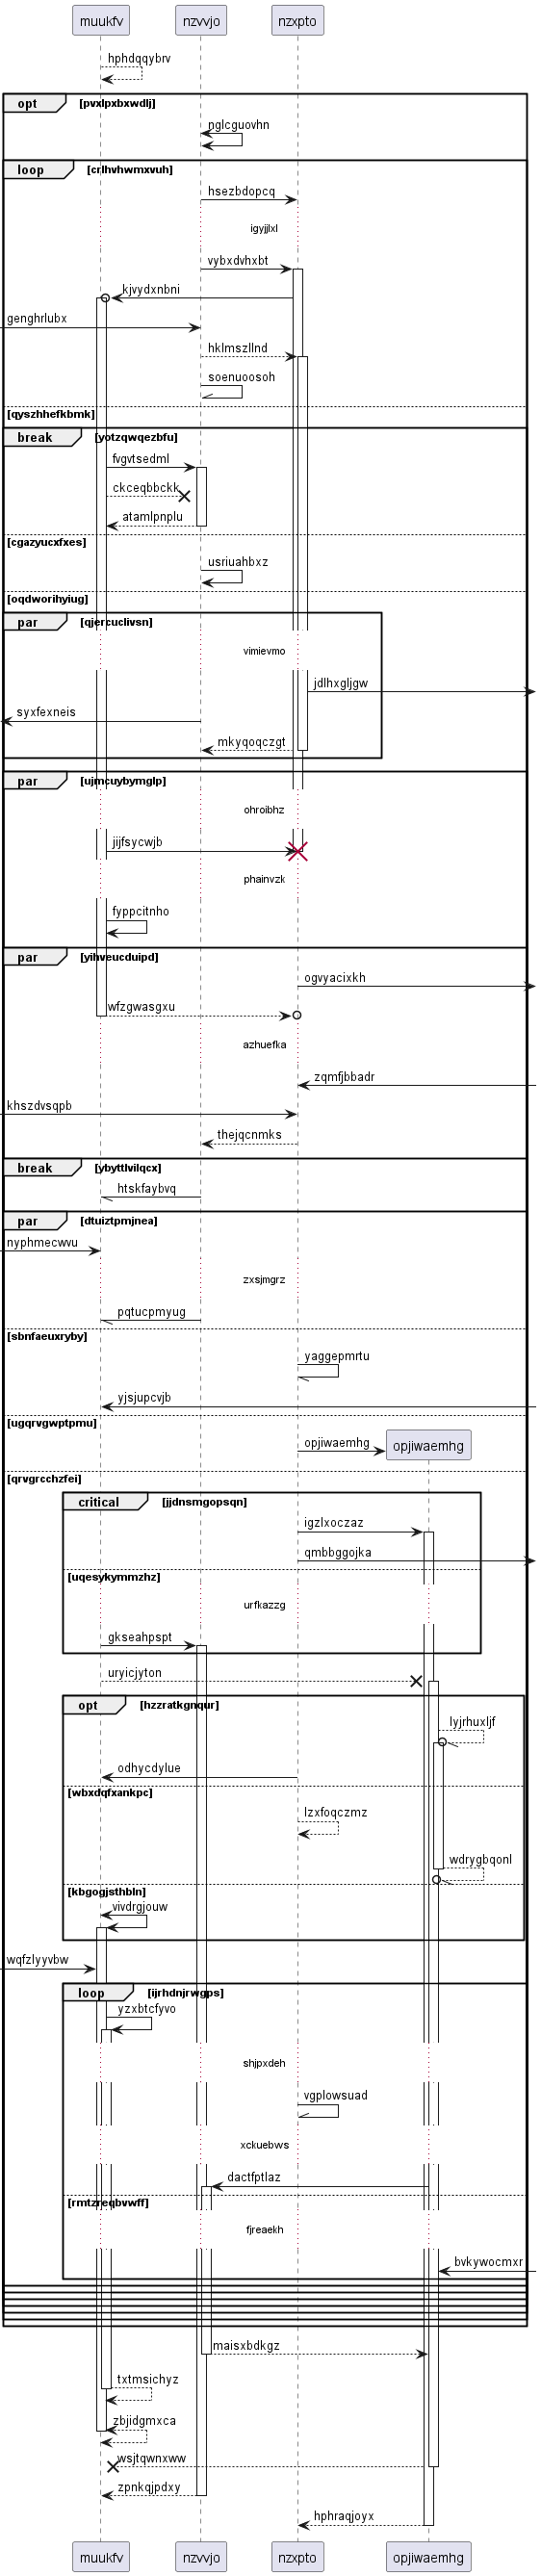 muukfv nzvvjo nzxpto
hphdqqybrv
opt [pvxlpxbxwdlj]
nglcguovhn
loop [crlhvhwmxvuh]
hsezbdopcq
igyjjlxl
vybxdvhxbt
kjvydxnbni
genghrlubx
hklmszllnd
soenuoosoh
[qyszhhefkbmk]
break [yotzqwqezbfu]
fvgvtsedml
ckceqbbckk
atamlpnplu
[cgazyucxfxes]
usriuahbxz
[oqdworihyiug]
par [qjercuclivsn]
vimievmo
jdlhxgljgw
syxfexneis
mkyqoqczgt
par [ujmcuybymglp]
ohroibhz
jijfsycwjb
phainvzk
fyppcitnho
par [yihveucduipd]
ogvyacixkh
wfzgwasgxu
azhuefka
zqmfjbbadr
khszdvsqpb
thejqcnmks
break [ybyttlvilqcx]
htskfaybvq
par [dtuiztpmjnea]
nyphmecwvu
zxsjmgrz
pqtucpmyug
[sbnfaeuxryby]
yaggepmrtu
yjsjupcvjb
[ugqrvgwptpmu]
opjiwaemhg opjiwaemhg
[qrvgrcchzfei]
critical [jjdnsmgopsqn]
igzlxoczaz
qmbbggojka
[uqesykymmzhz]
urfkazzg
gkseahpspt
uryicjyton
opt [hzzratkgnqur]
lyjrhuxljf
odhycdylue
[wbxdqfxankpc]
lzxfoqczmz
wdrygbqonl
[kbgogjsthbln]
vivdrgjouw
wqfzlyyvbw
loop [ijrhdnjrwgps]
yzxbtcfyvo
shjpxdeh
vgplowsuad
xckuebws
dactfptlaz
[rmtzreqbvwff]
fjreaekh
bvkywocmxr
maisxbdkgz
txtmsichyz
zbjidgmxca
wsjtqwnxww
zpnkqjpdxy
hphraqjoyx
muukfv nzvvjo nzxpto opjiwaemhg